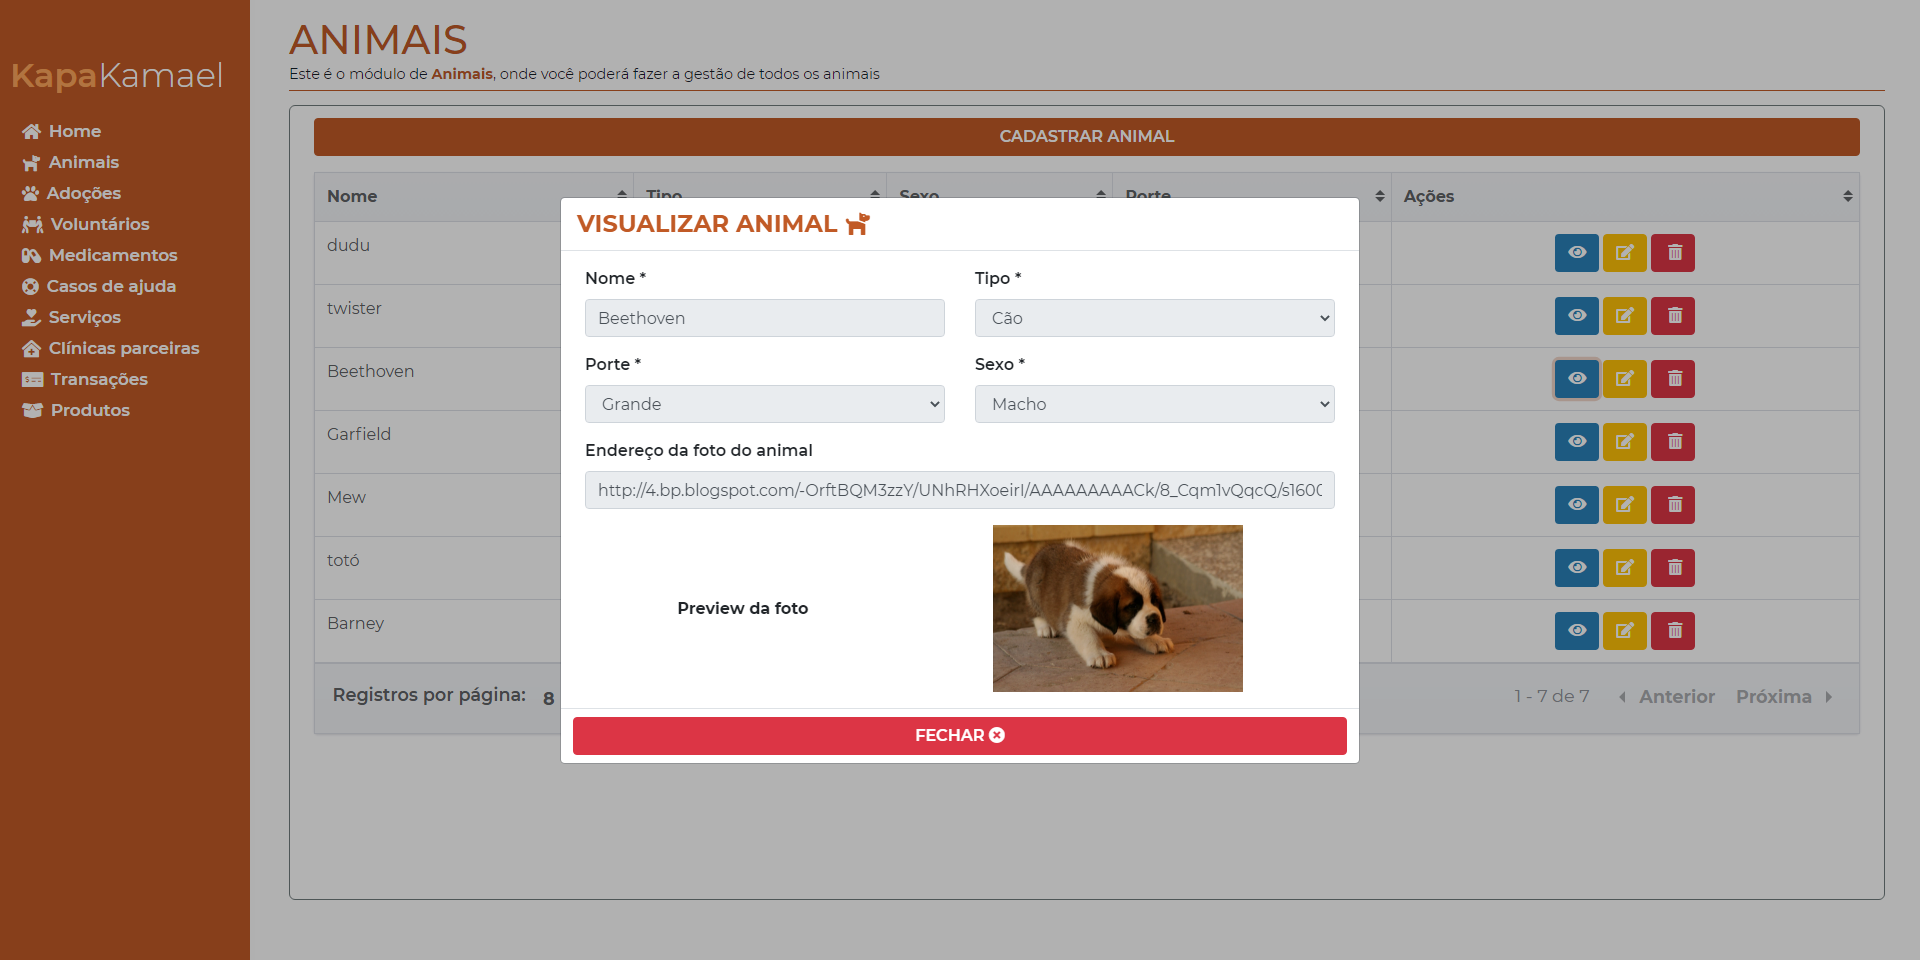 KapaKamael
Home
Animais
Adoções
Voluntários
Medicamentos
Casos de ajuda
Serviços
Clínicas parceiras
Transações
Produtos
ANIMAIS
Este é o módulo de Animais, onde você poderá fazer a gestão de todos os animais
CADASTRAR ANIMAL
Nome Tipo Sexo Porte Ações
dudu
twister
Beethoven
Garfield
Mew
totó
Barney
Registros por página: 8
1 - 7 de 7 Anterior Próxima
VISUALIZAR ANIMAL
Nome * Tipo *
Beethoven Cão
Porte * Sexo *
Grande Macho
Endereço da foto do animal
http://4.bp.blogspot.com/-OrftBQM3zzY/UNhRHXoeirI/AAAAAAAAACk/8_Cqm1vQqcQ/s160
Preview da foto
FECHAR